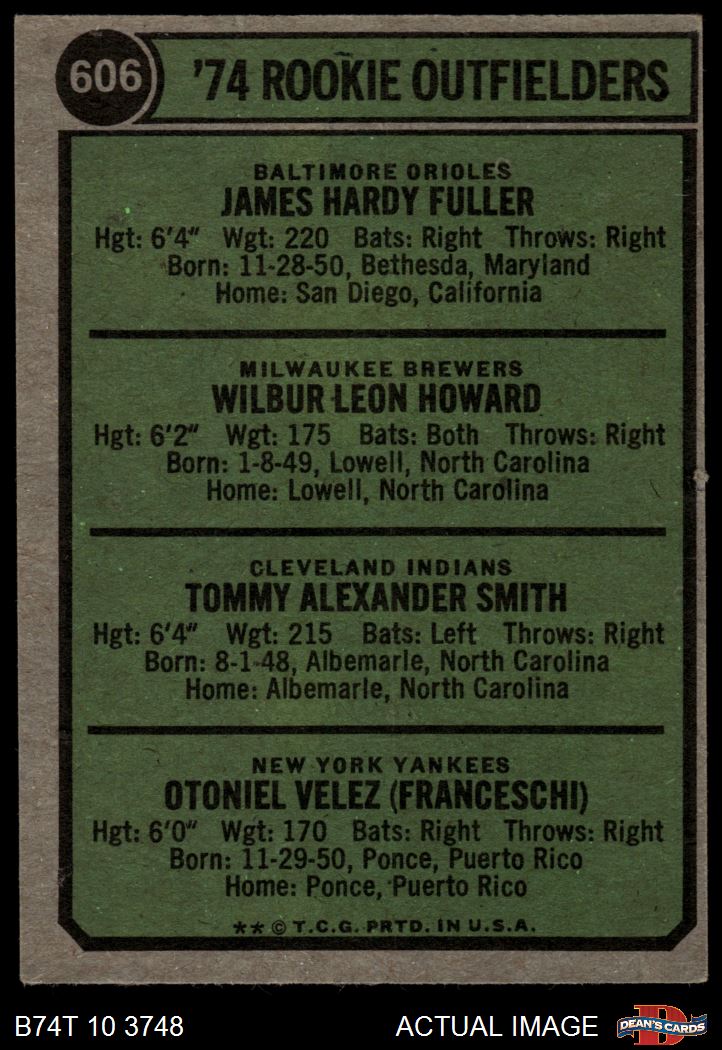 606
'74 ROOKIE OUTFIELDERS
BALTIMORE ORIOLES
JAMES HARDY FULLER
Hgt: 6'4" Wgt: 220 Bats: Right Throws: Right
Born: 11-28-50, Bethesda, Maryland
Home: San Diego, California
MILWAUKEE BREWERS
WILBUR LEON HOWARD
Hgt: 6'2" Wgt: 175 Bats: Both Throws: Right
Born: 1-8-49, Lowell, North Carolina
Home: Lowell, North Carolina
CLEVELAND INDIANS
TOMMY ALEXANDER SMITH
Hgt: 6'4" Wgt: 215 Bats: Left Throws: Right
Born: 8-1-48, Albemarle, North Carolina
Home: Albemarle, North Carolina
NEW YORK YANKEES
OTONIEL VELEZ (FRANCESCHI)
Hgt: 6'0" Wgt: 170 Bats: Right Throws: Right
Born: 11-29-50, Ponce, Puerto Rico
Home: Ponce, Puerto Rico
** © T.C.G. PRTD. IN U.S.A.
B74T 10 3748
ACTUAL IMAGE
D
DEAN'S CARDS